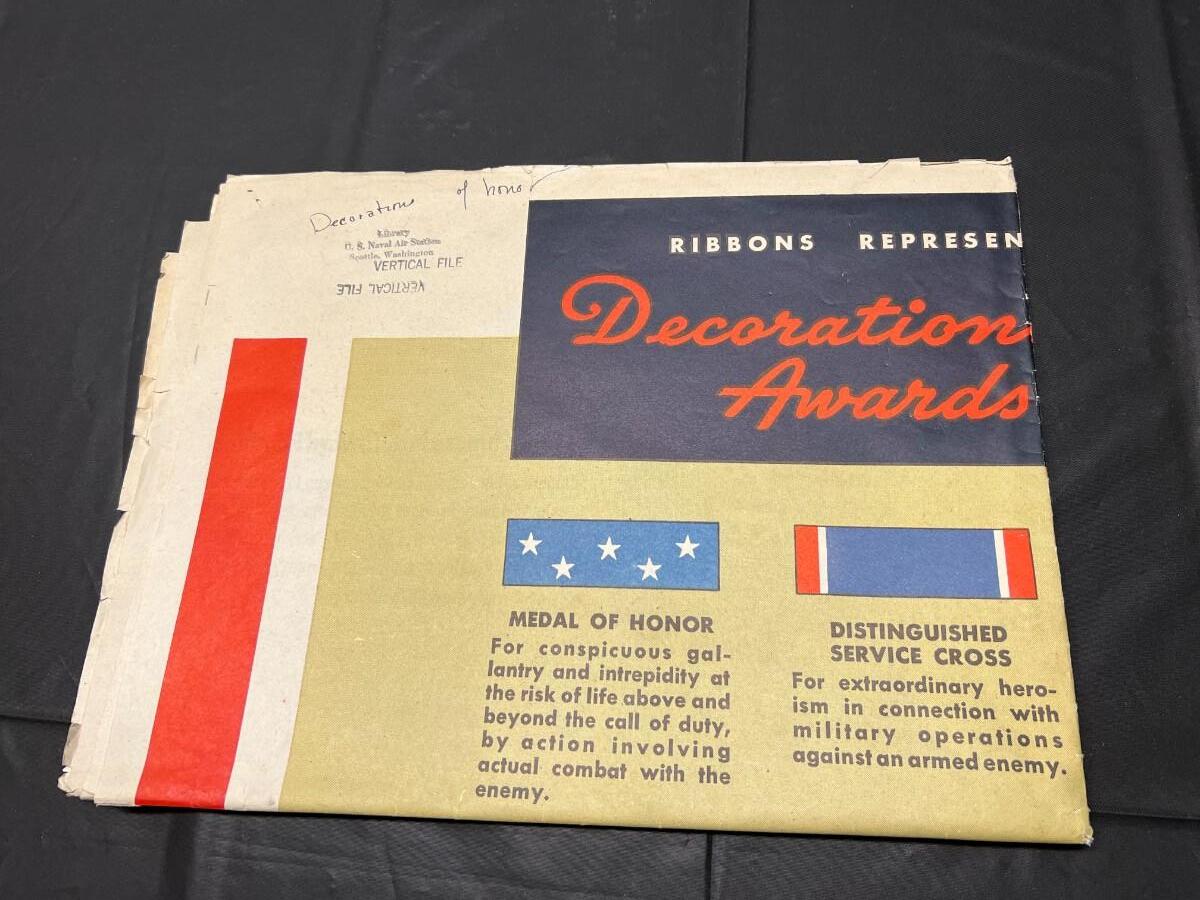 Decorations of hono
Library
U. S. Naval Air Station
Seattle, Washington
VERTICAL FILE
VERTICAL FILE
RIBBONS REPRESEN
Decoration
Awards
MEDAL OF HONOR
For conspicuous gal-
lantry and intrepidity at
the risk of life above and
beyond the call of duty,
by action involving
actual combat with the
enemy.
DISTINGUISHED
SERVICE CROSS
For extraordinary hero-
ism in connection with
military operations
against an armed enemy.